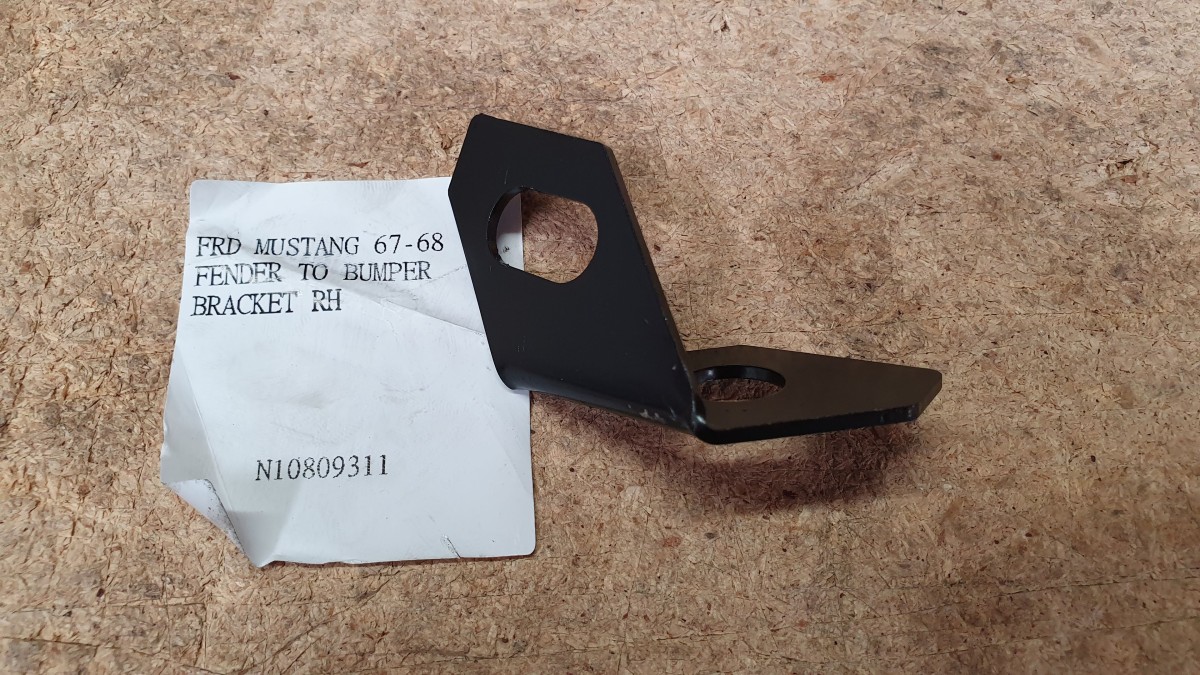 FRD MUSTANG 67-68
FENDER TO BUMPER
BRACKET RH
N10809311